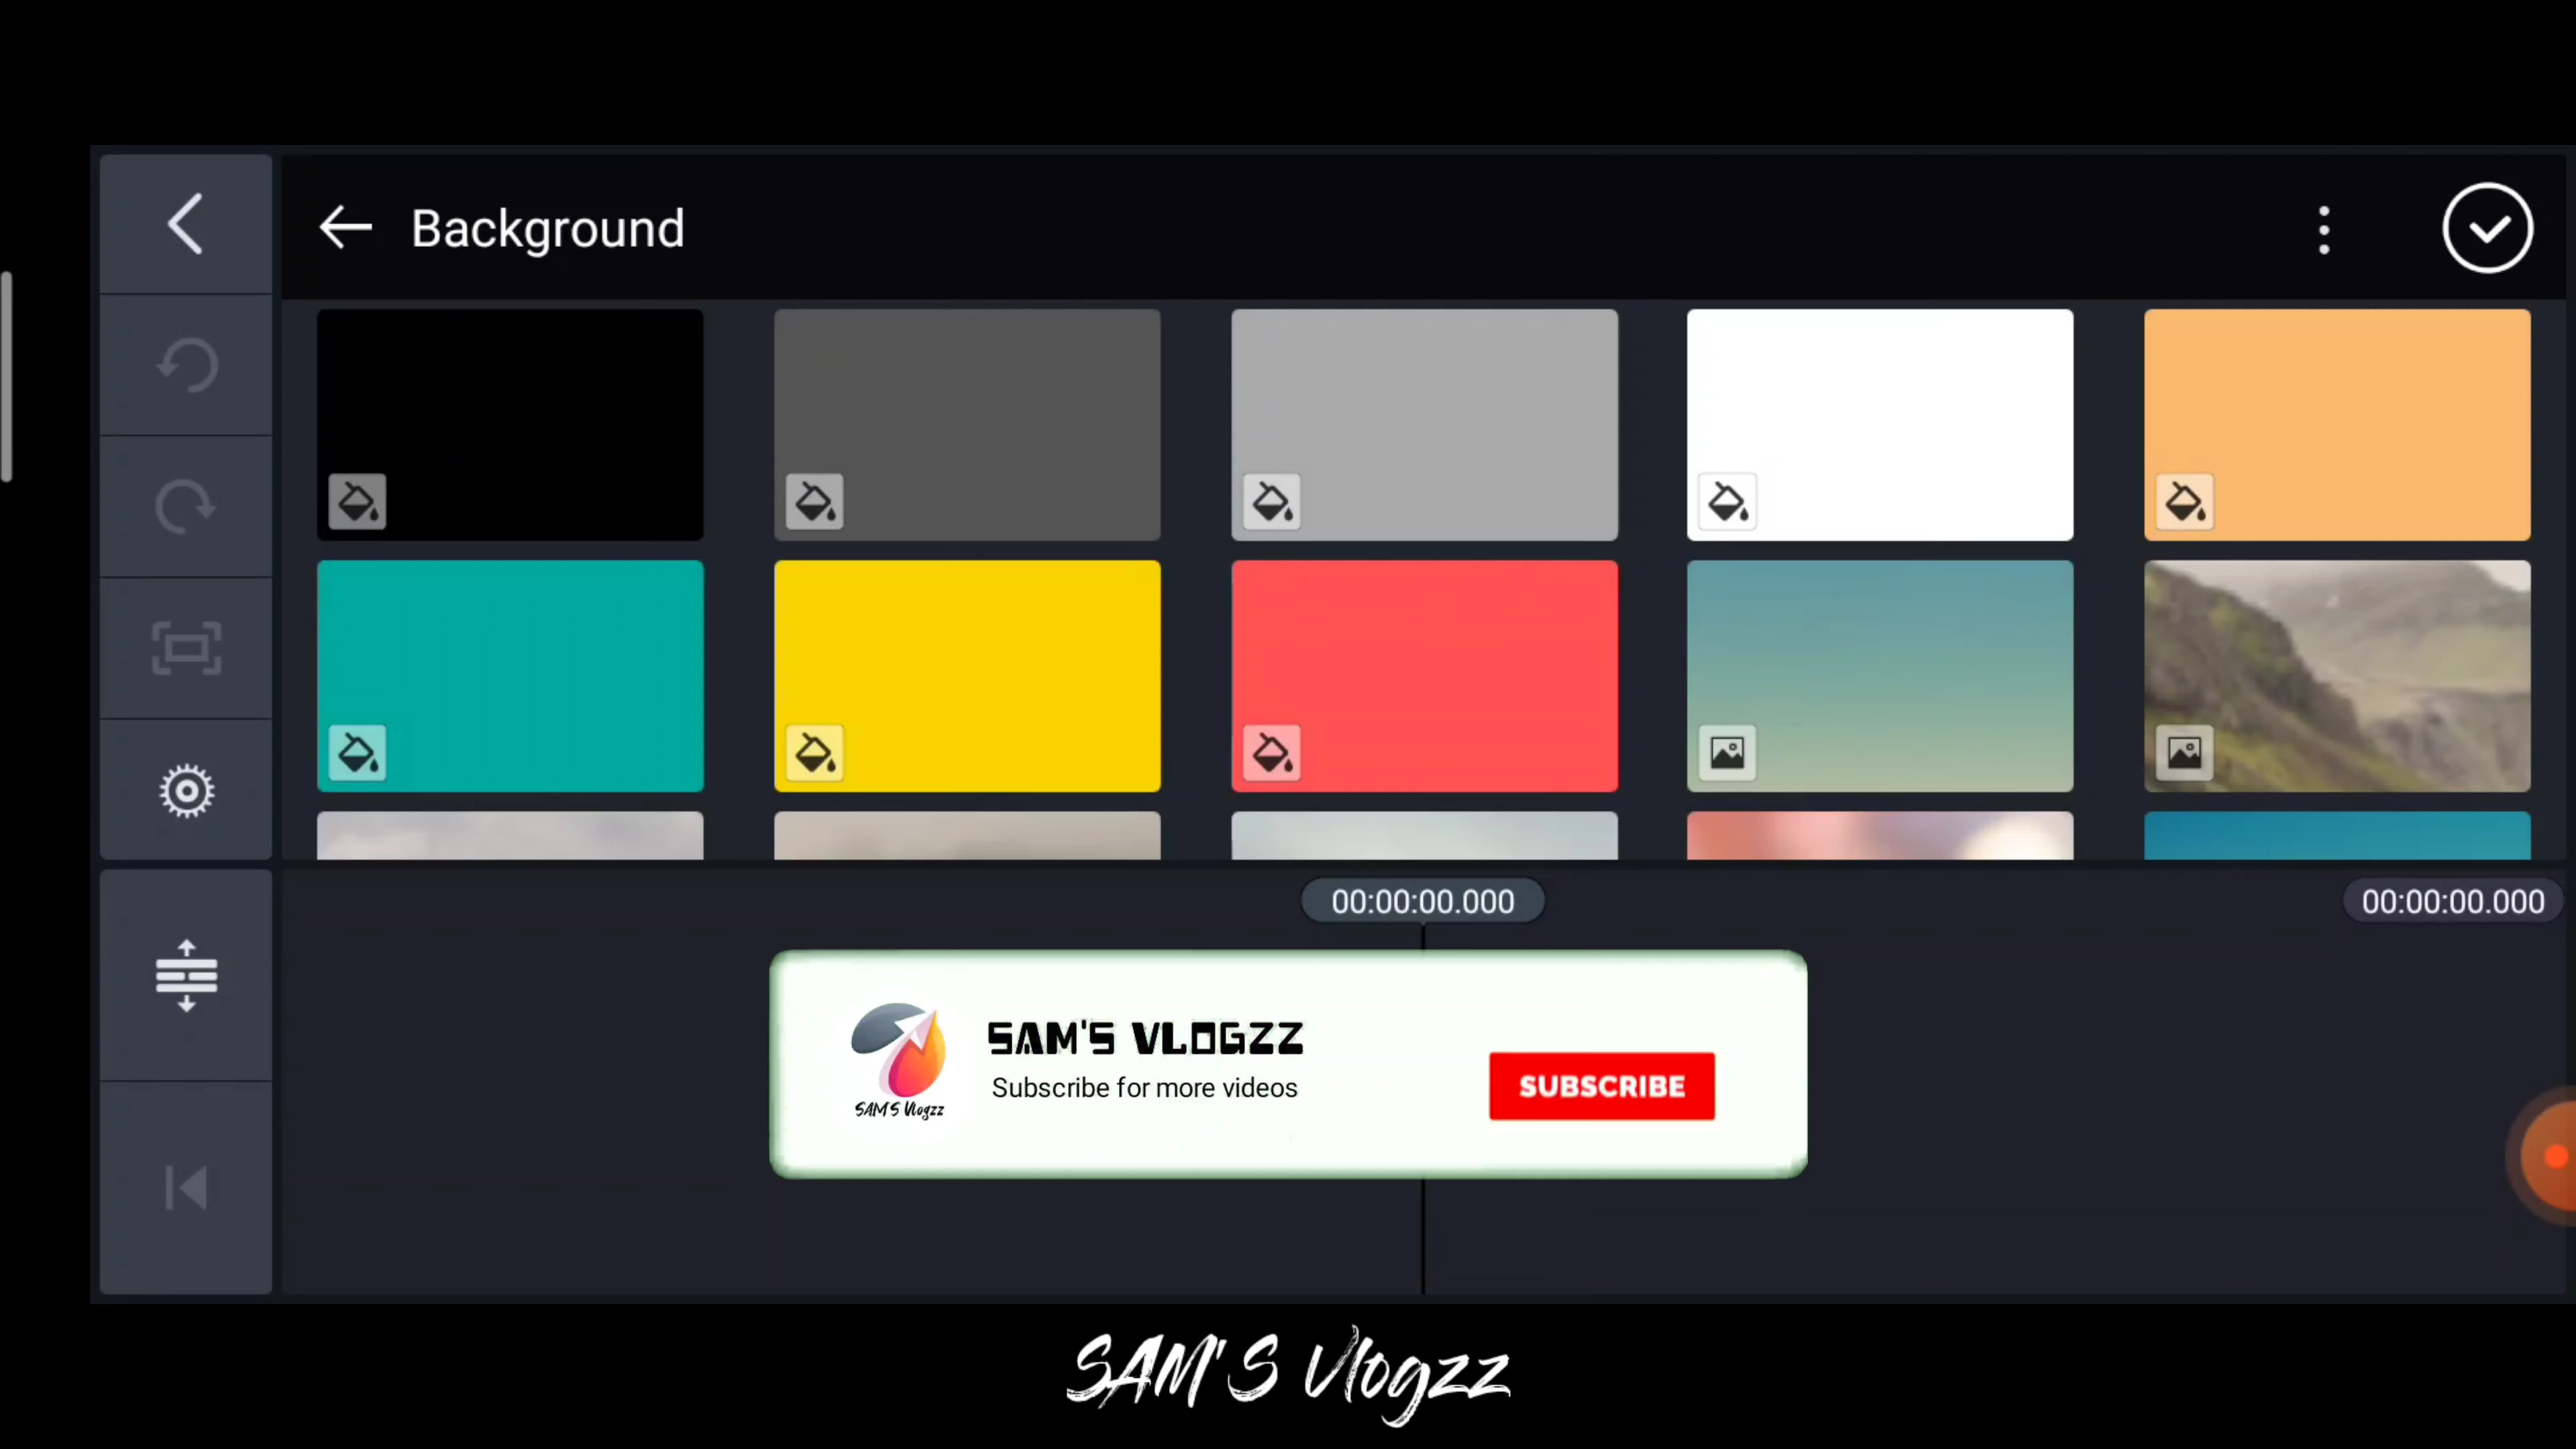 Background
00:00:00.000
00:00:00.000
SAM'S VLOGZZ
Subscribe for more videos
SAM'S Vlogzz
SUBSCRIBE
SAM'S Vlogzz